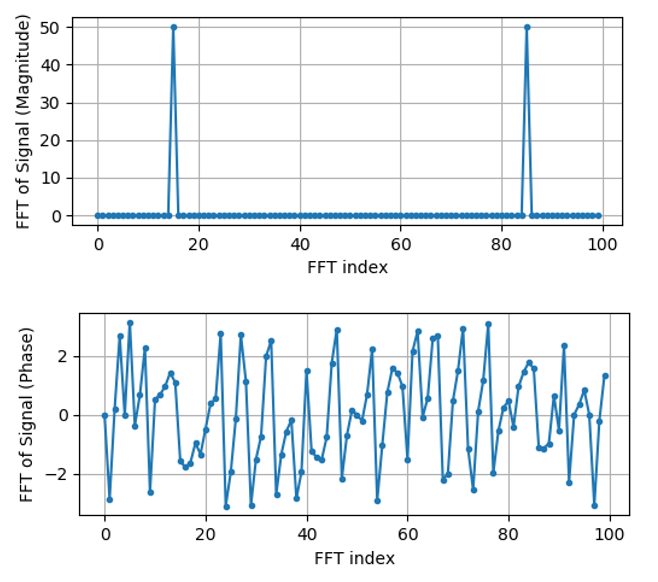 50
40
30
20
10
0
FFT of Signal (Magnitude)
0 20 40 60 80 100
FFT index
2
0
−2
FFT of Signal (Phase)
0 20 40 60 80 100
FFT index